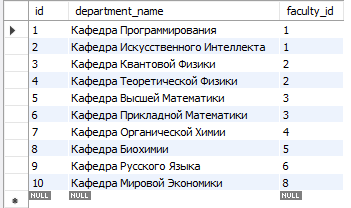 id department_name faculty_id
1 Кафедра Программирования 1
2 Кафедра Искусственного Интеллекта 1
3 Кафедра Квантовой Физики 2
4 Кафедра Теоретической Физики 2
5 Кафедра Высшей Математики 3
6 Кафедра Прикладной Математики 3
7 Кафедра Органической Химии 4
8 Кафедра Биохимии 5
9 Кафедра Русского Языка 6
10 Кафедра Мировой Экономики 8
NULL NULL NULL